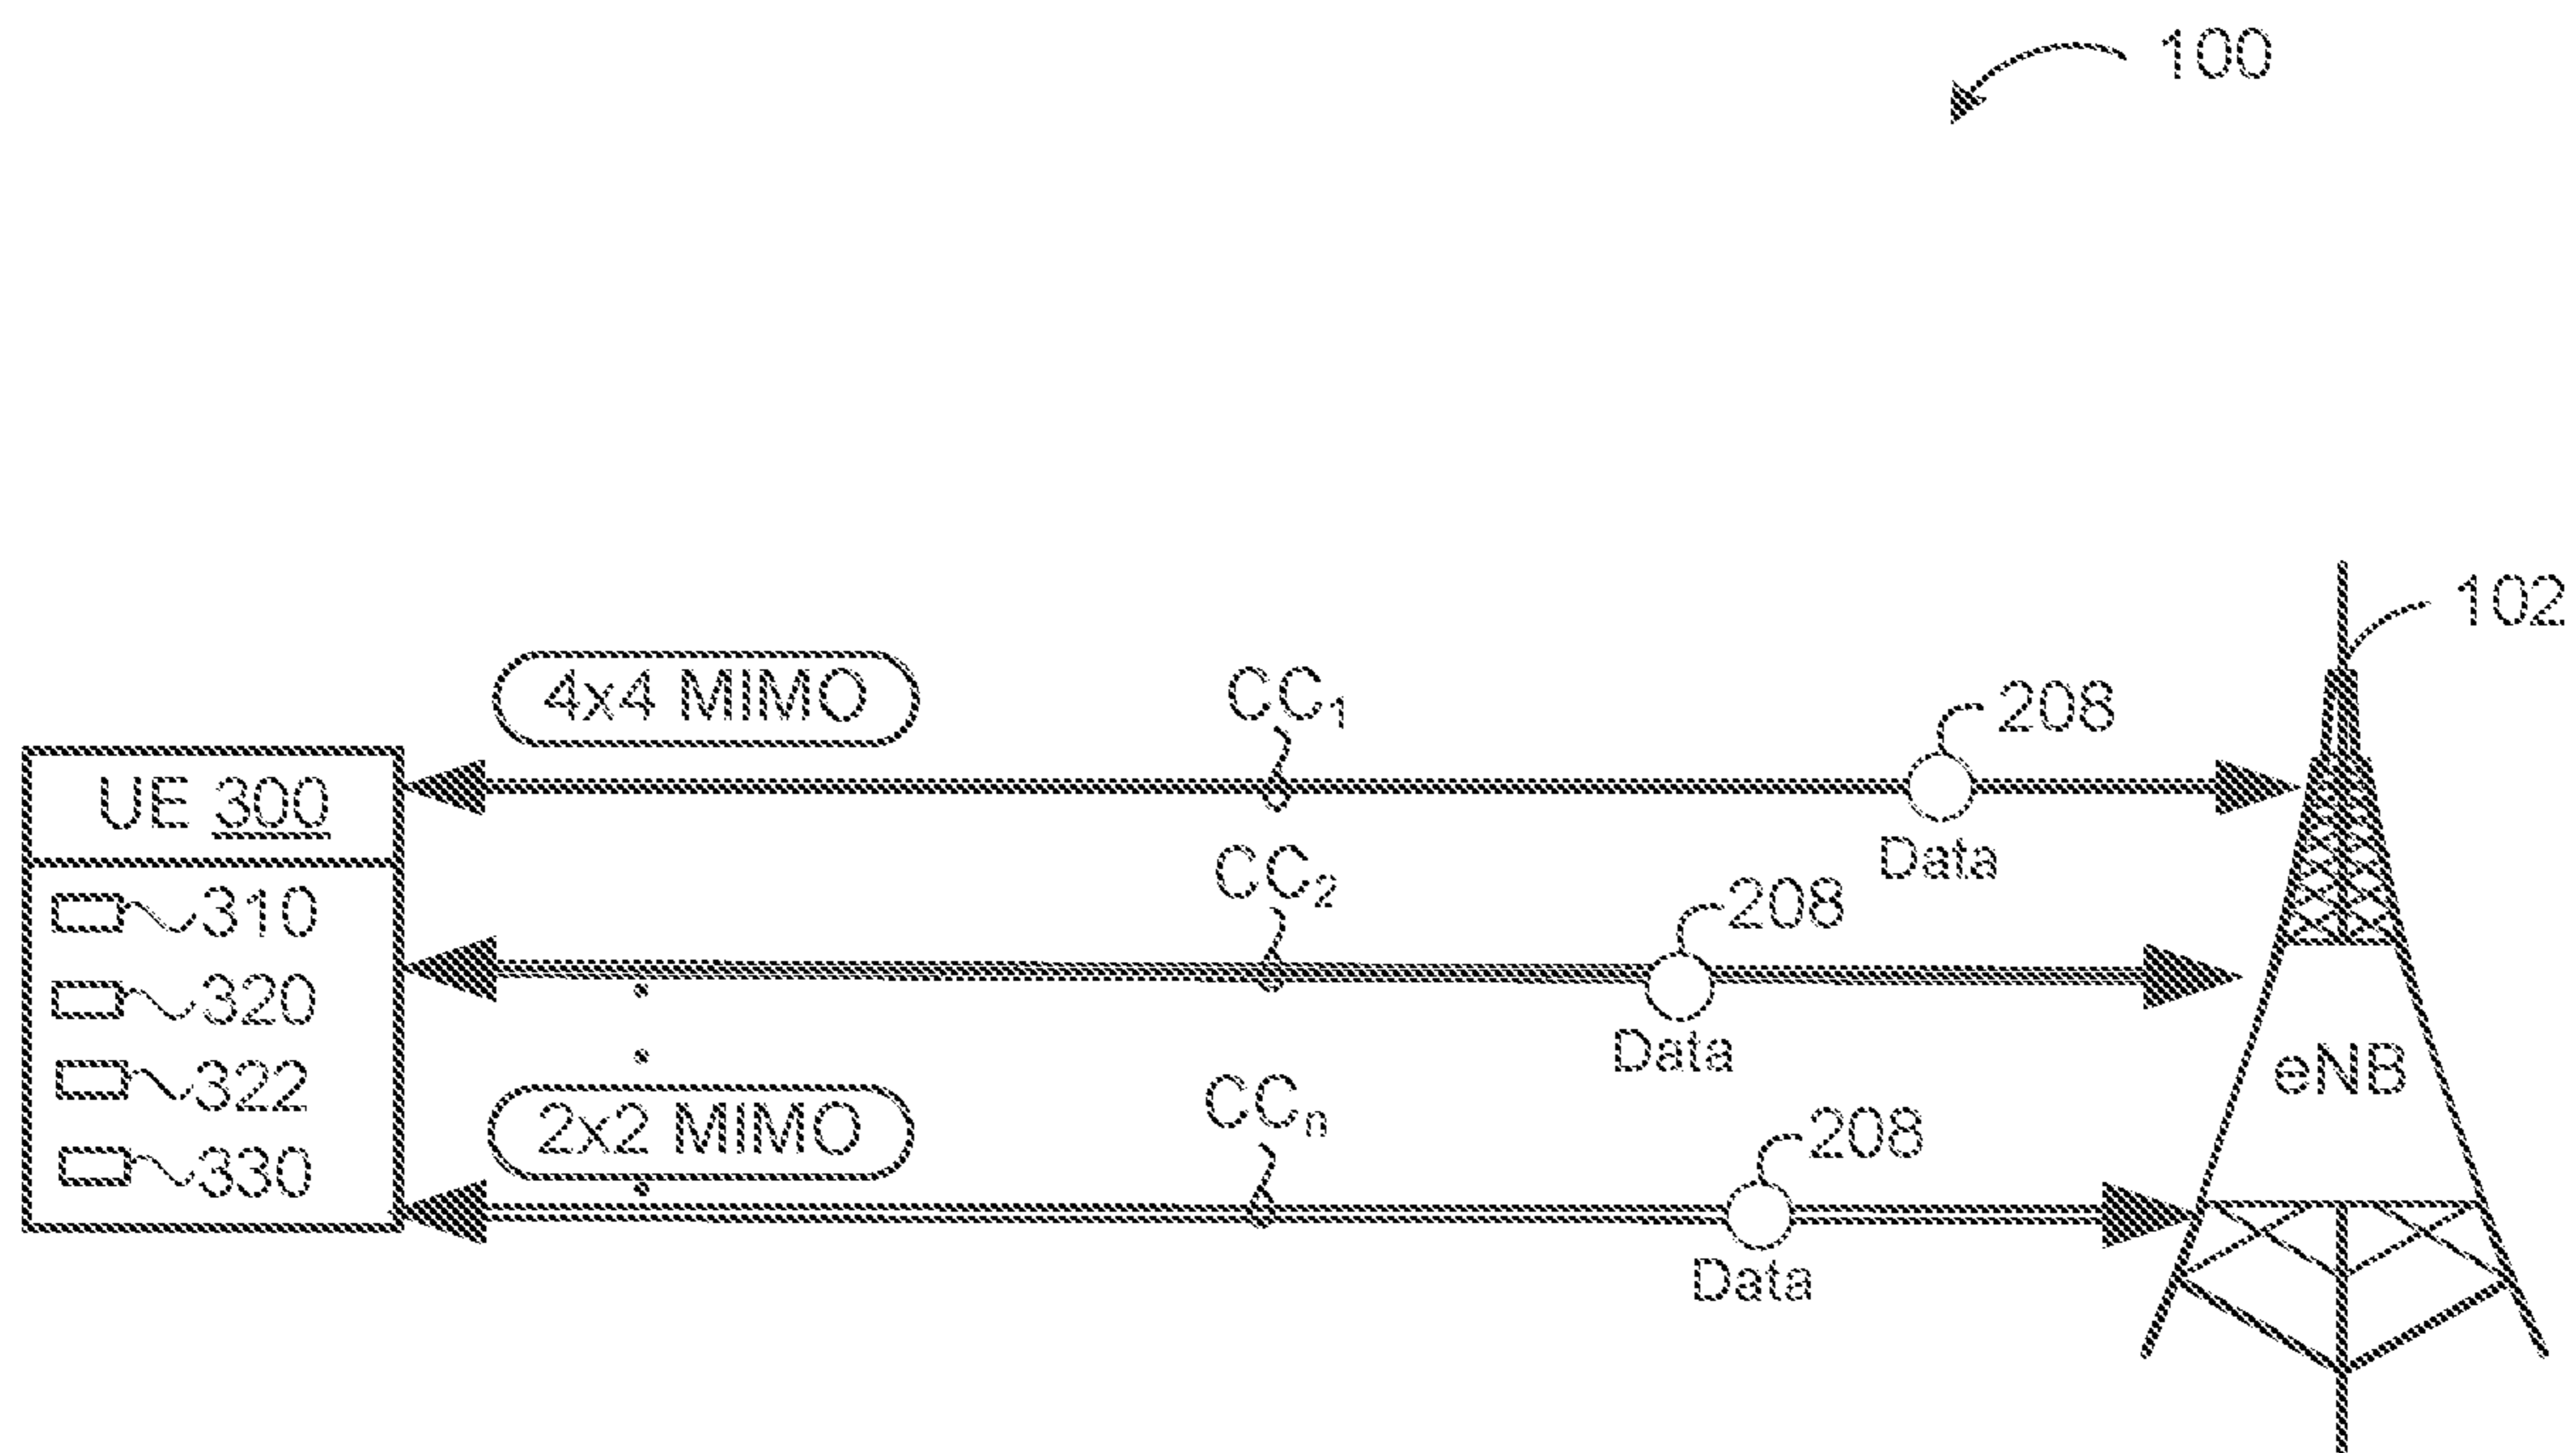 100
102
4x4 MIMO
CC1
208
UE 300
Data
CC2
208
310
320
Data
322
eNB
2x2 MIMO
CCn
208
330
Data